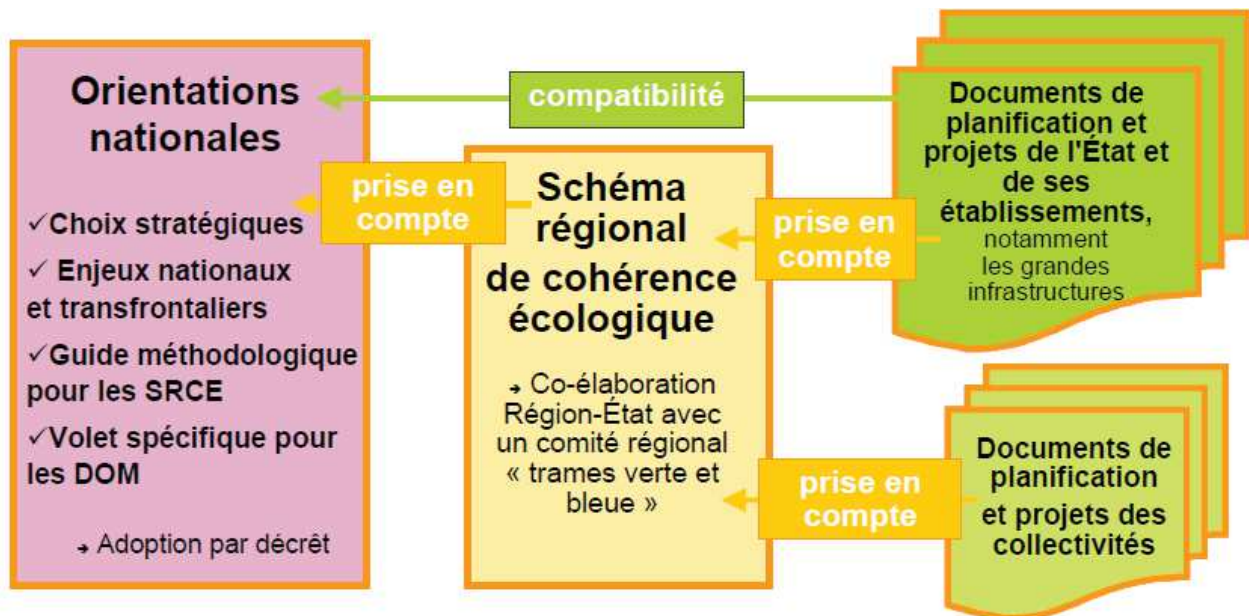 Orientations
nationales
✓Choix stratégiques
✓ Enjeux nationaux
et transfrontaliers
✓Guide méthodologique
pour les SRCE
✓Volet spécifique pour
les DOM
➔ Adoption par décrêt
compatibilité
prise en
compte
Schéma
régional
de cohérence
écologique
➔ Co-élaboration
Région-État avec
un comité régional
« trames verte et
bleue »
prise en
compte
Documents de
planification et
projets de l'État et
de ses
établissements,
notamment
les grandes
infrastructures
prise en
compte
Documents de
planification
et projets des
collectivités